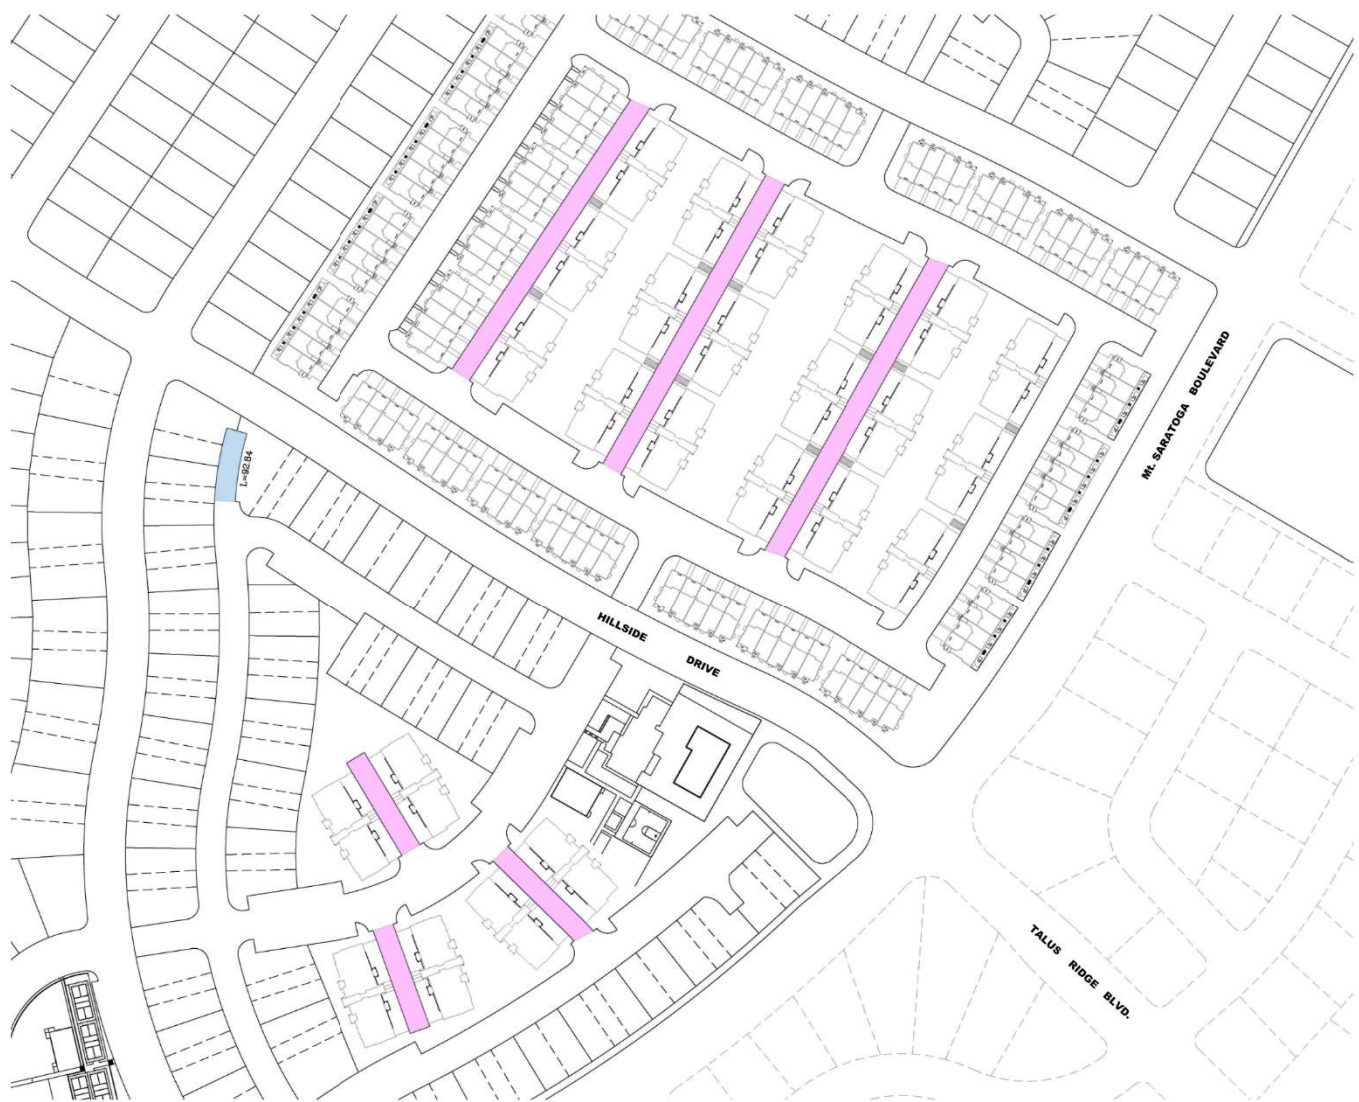 Mt. SARATOGA BOULEVARD
L=92.84
HILLSIDE
DRIVE
TALUS RIDGE BLVD.